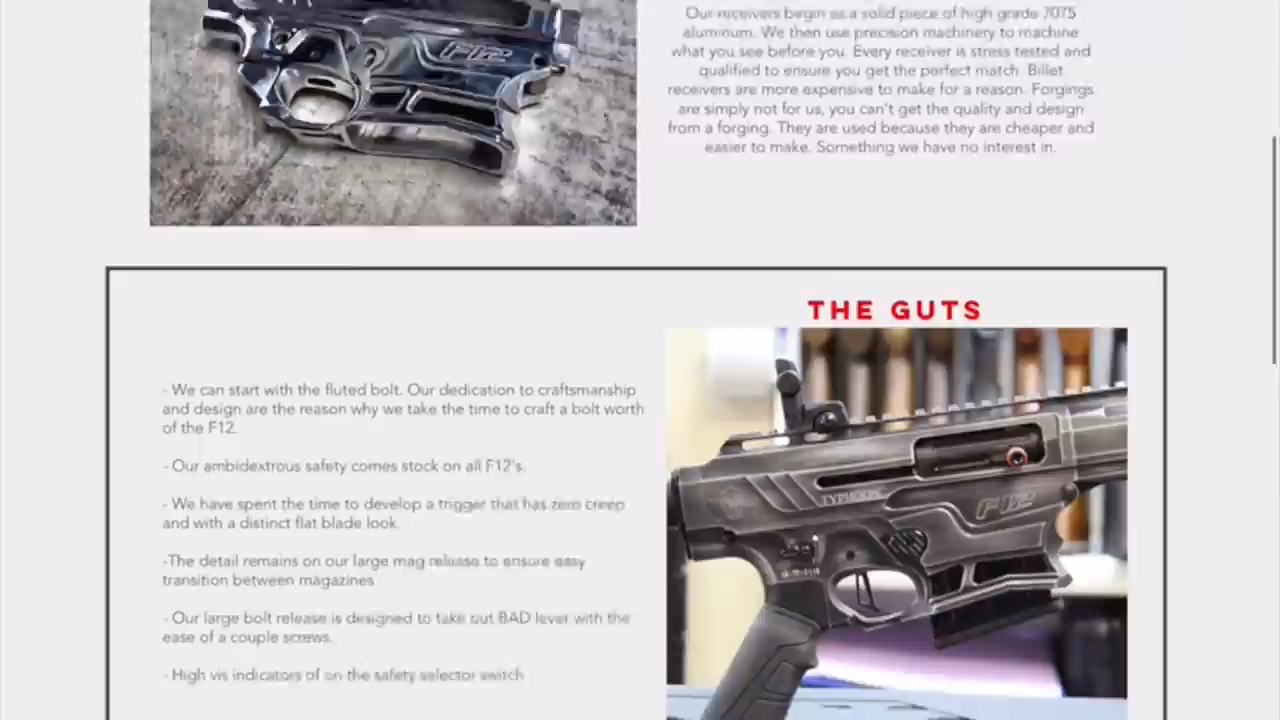 Our receivers begin as a solid piece of high grade 7075
aluminum. We then use precision machinery to machine
what you see before you. Every receiver is stress tested and
qualified to ensure you get the perfect match. Billet
receivers are more expensive to make for a reason. Forgings
are simply not for us, you can't get the quality and design
from a forging. They are used because they are cheaper and
easier to make. Something we have no interest in.
F12
THE GUTS
- We can start with the fluted bolt. Our dedication to craftsmanship
and design are the reason why we take the time to craft a bolt worth
of the F12.
- Our ambidextrous safety comes stock on all F12's.
- We have spent the time to develop a trigger that has zero creep
and with a distinct flat blade look.
-The detail remains on our large mag release to ensure easy
transition between magazines
- Our large bolt release is designed to take out BAD lever with the
ease of a couple screws.
- High vis indicators of on the safety selector switch
TYPHOON
F12